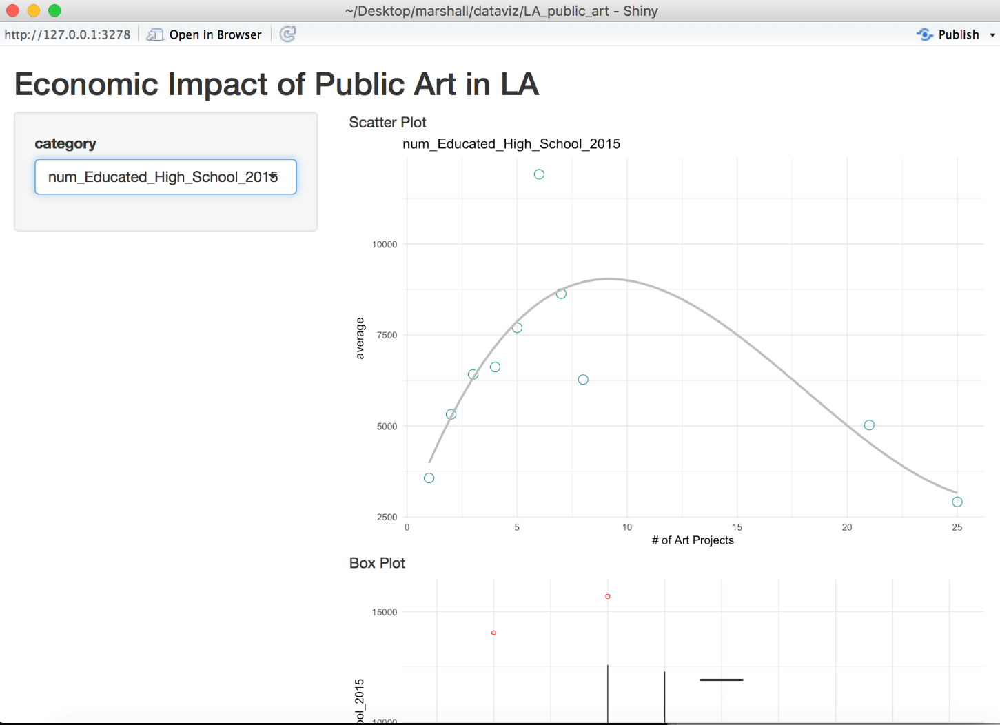 ~/Desktop/marshall/dataviz/LA_public_art - Shiny
http://127.0.0.1:3278 Open in Browser Publish
Economic Impact of Public Art in LA
category
num_Educated_High_School_2015
Scatter Plot
num_Educated_High_School_2015
10000
7500
5000
2500
average
0 5 10 15 20 25
# of Art Projects
Box Plot
15000
10000
ool_2015